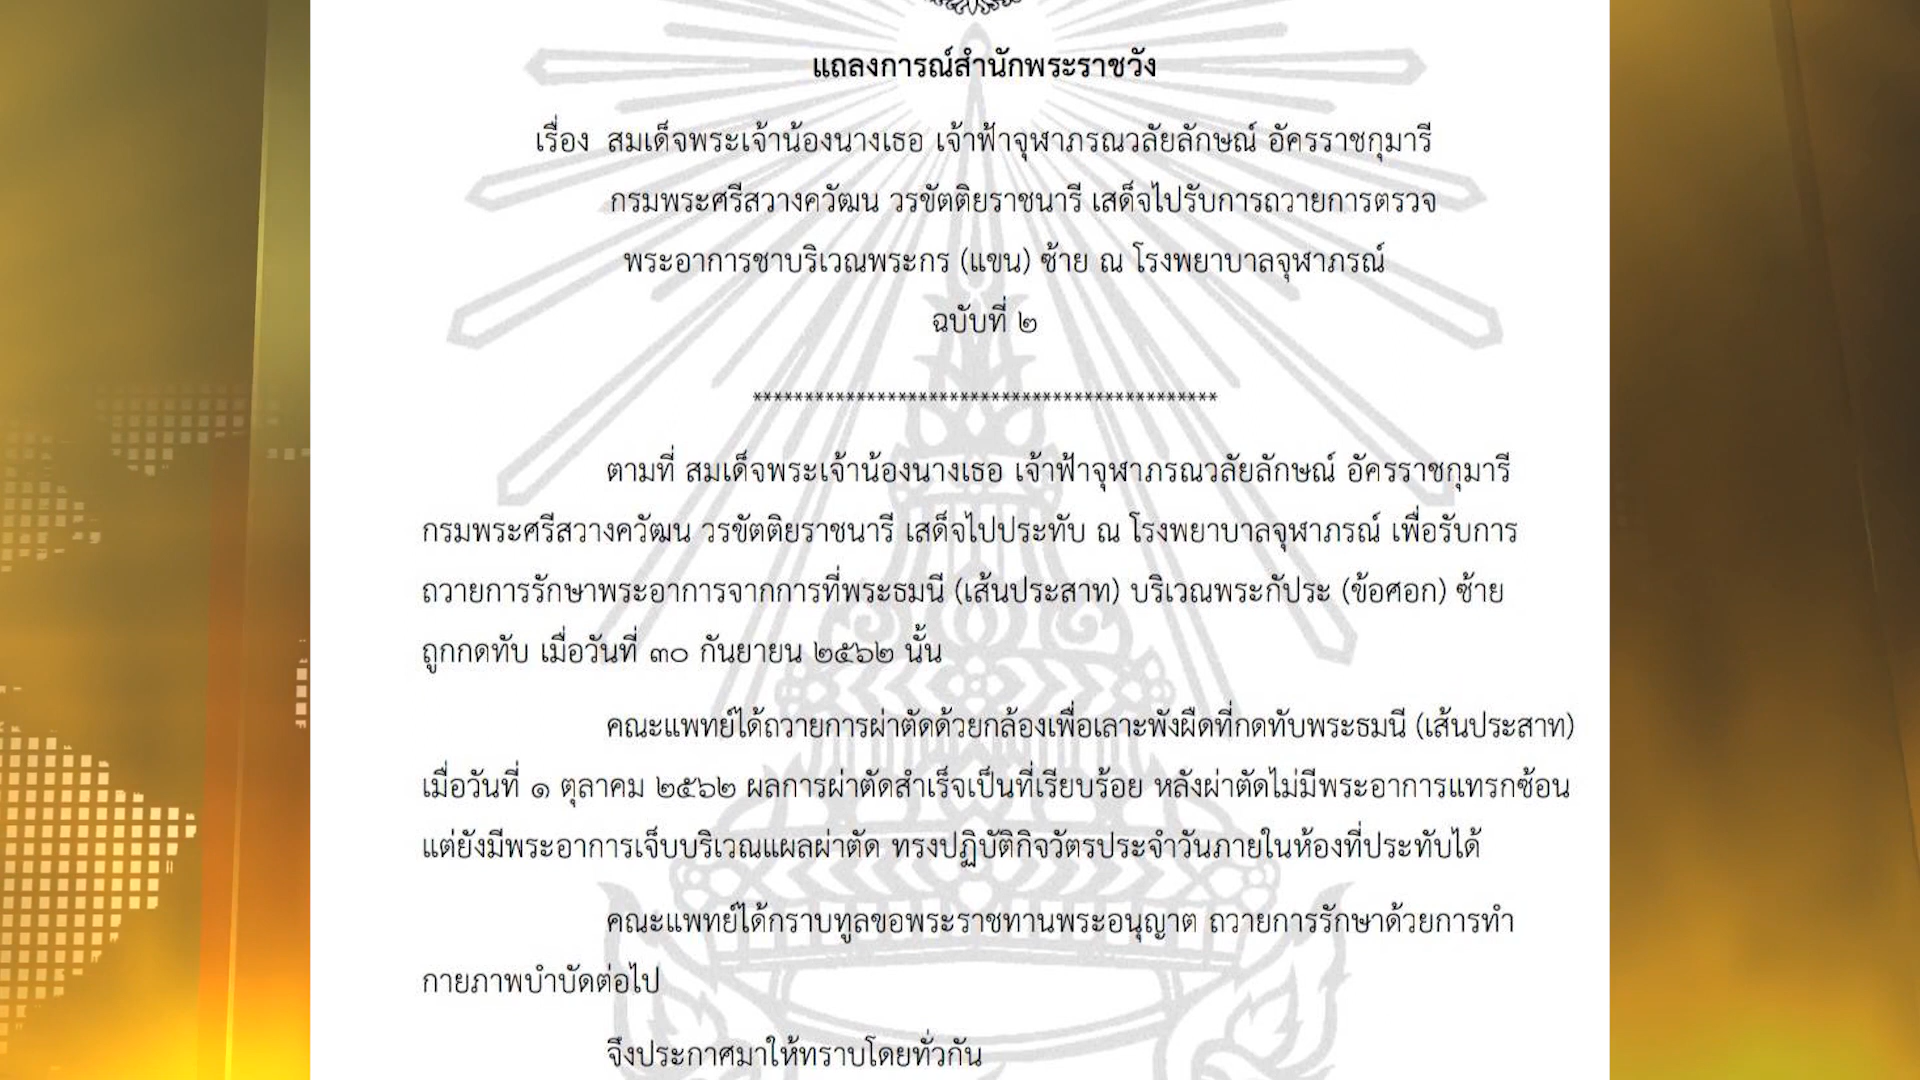 แถลงการณ์สำนักพระราชวัง
เรื่อง สมเด็จพระเจ้าน้องนางเธอ เจ้าฟ้าจุฬาภรณวลัยลักษณ์ อัครราชกุมารี
กรมพระศรีสวางควัฒน วรขัตติยราชนารี เสด็จไปรับการถวายการตรวจ
พระอาการชาบริเวณพระกร (แขน) ซ้าย ณ โรงพยาบาลจุฬาภรณ์
ฉบับที่ ๒
*********************************************
ตามที่ สมเด็จพระเจ้าน้องนางเธอ เจ้าฟ้าจุฬาภรณวลัยลักษณ์ อัครราชกุมารี
กรมพระศรีสวางควัฒน วรขัตติยราชนารี เสด็จไปประทับ ณ โรงพยาบาลจุฬาภรณ์ เพื่อรับการ
ถวายการรักษาพระอาการจากการที่พระธมนี (เส้นประสาท) บริเวณพระกัประ (ข้อศอก) ซ้าย
ถูกกดทับ เมื่อวันที่ ๓๐ กันยายน ๒๕๖๒ นั้น
คณะแพทย์ได้ถวายการผ่าตัดด้วยกล้องเพื่อเลาะพังผืดที่กดทับพระธมนี (เส้นประสาท)
เมื่อวันที่ ๑ ตุลาคม ๒๕๖๒ ผลการผ่าตัดสำเร็จเป็นที่เรียบร้อย หลังผ่าตัดไม่มีพระอาการแทรกซ้อน
แต่ยังมีพระอาการเจ็บบริเวณแผลผ่าตัด ทรงปฏิบัติกิจวัตรประจำวันภายในห้องที่ประทับได้
คณะแพทย์ได้กราบทูลขอพระราชทานพระอนุญาต ถวายการรักษาด้วยการทำ
กายภาพบำบัดต่อไป
จึงประกาศมาให้ทราบโดยทั่วกัน